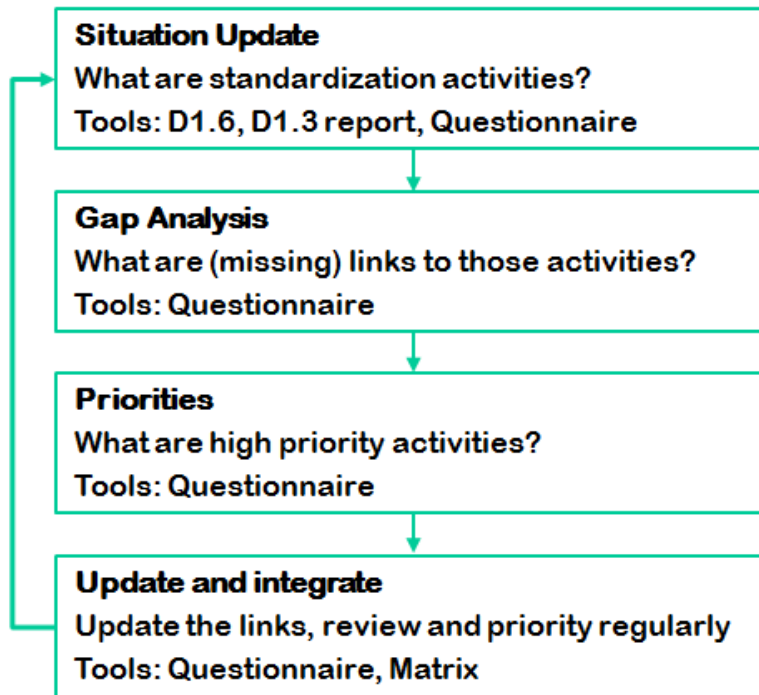 Situation Update
What are standardization activities?
Tools: D1.6, D1.3 report, Questionnaire
Gap Analysis
What are (missing) links to those activities?
Tools: Questionnaire
Priorities
What are high priority activities?
Tools: Questionnaire
Update and integrate
Update the links, review and priority regularly
Tools: Questionnaire, Matrix